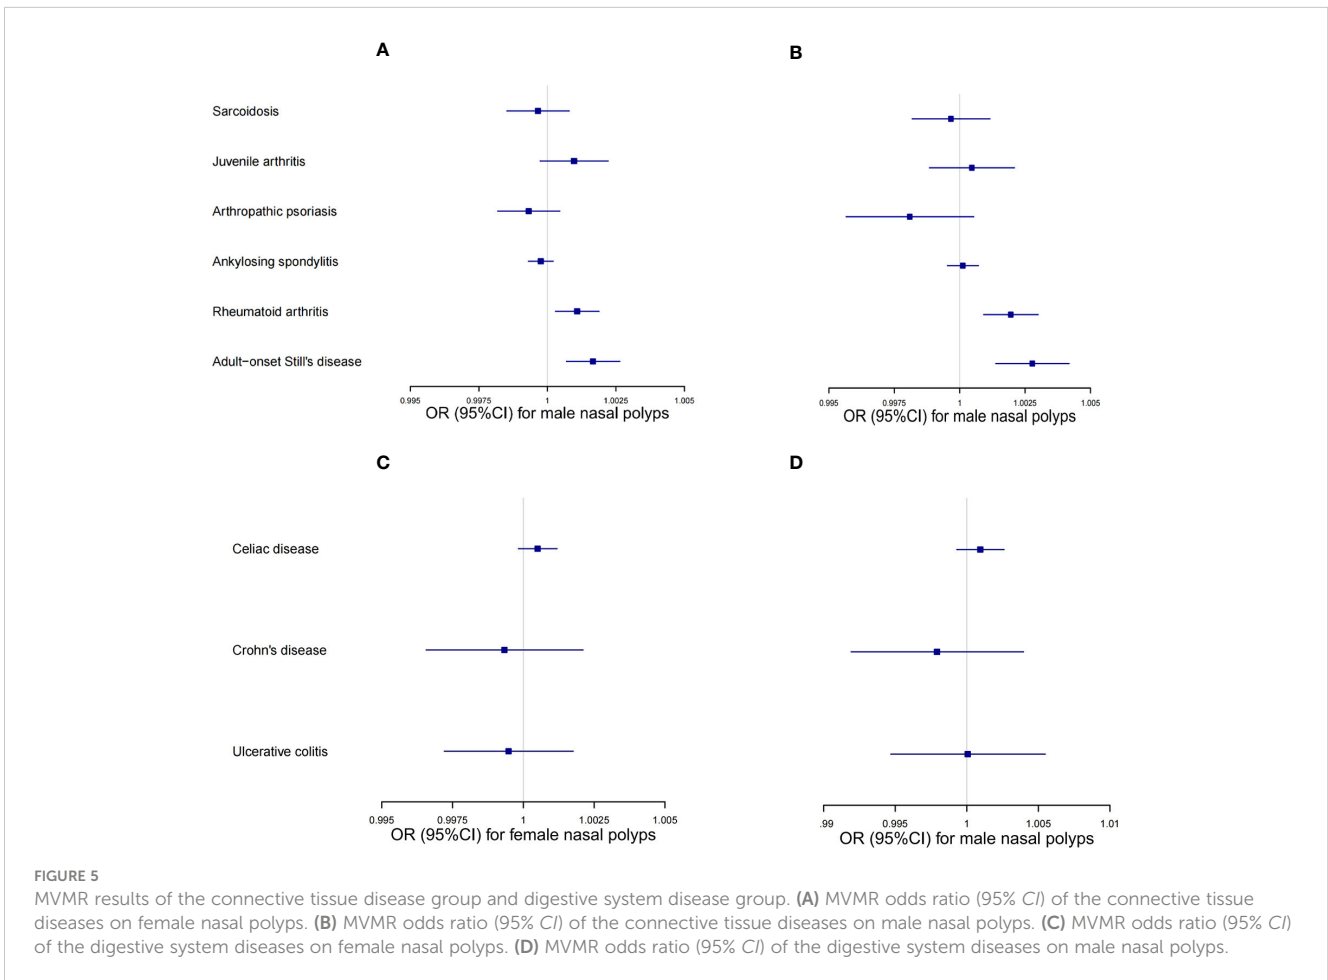 A
B
Sarcoidosis
Juvenile arthritis
Arthropathic psoriasis
Ankylosing spondylitis
Rheumatoid arthritis
Adult−onset Still's disease
0.995 0.9975 1 1.0025 1.005
OR (95%CI) for male nasal polyps
0.995 0.9975 1 1.0025 1.005
OR (95%CI) for male nasal polyps
C
D
Celiac disease
Crohn's disease
Ulcerative colitis
0.995 0.9975 1 1.0025 1.005
OR (95%CI) for female nasal polyps
.99 0.995 1 1.005 1.01
OR (95%CI) for male nasal polyps
FIGURE 5
MVMR results of the connective tissue disease group and digestive system disease group. (A) MVMR odds ratio (95% CI) of the connective tissue
diseases on female nasal polyps. (B) MVMR odds ratio (95% CI) of the connective tissue diseases on male nasal polyps. (C) MVMR odds ratio (95% CI)
of the digestive system diseases on female nasal polyps. (D) MVMR odds ratio (95% CI) of the digestive system diseases on male nasal polyps.